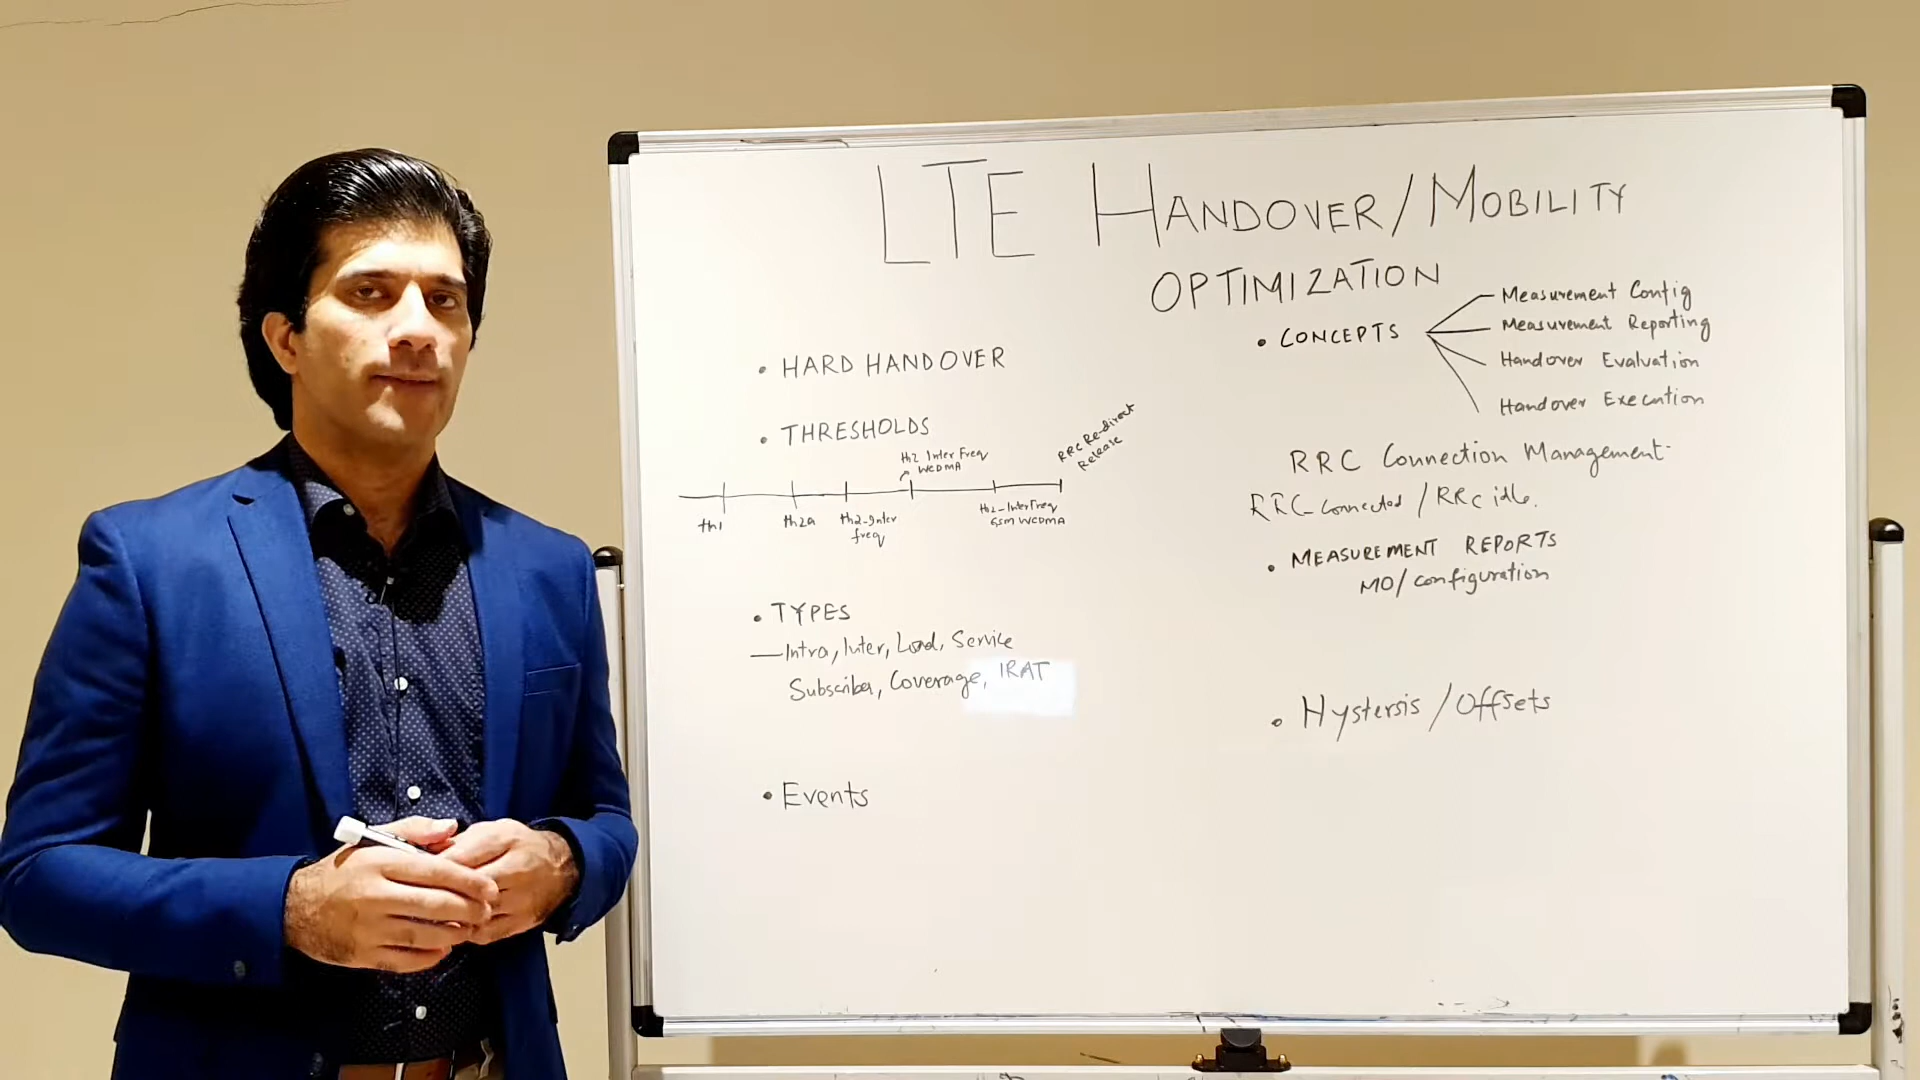 LTE HANDOVER/MOBILITY
OPTIMIZATION
• HARD HANDOVER
• THRESHOLDS
th2 Inter Freq
WCDMA
RRC Re-direct
Release
th1
th2a
th2-Inter
freq
th2-InterFreq
GSM WCDMA
• TYPES
Intra, Inter, Load, Service
Subscriber, Coverage, IRAT
• Events
• CONCEPTS
Measurement Config
Measurement Reporting
Handover Evaluation
Handover Execution
RRC Connection Management
RRC-Connected / RRC idle.
• MEASUREMENT REPORTS
MO/configuration
• Hystersis/Offsets